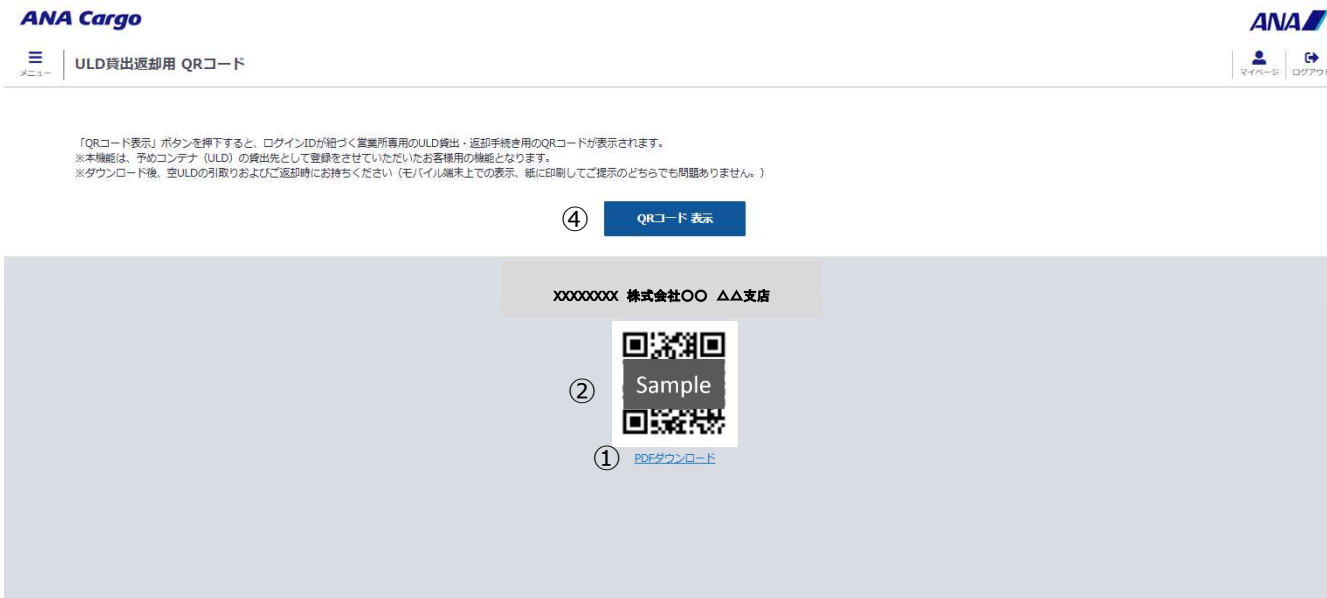 ANA Cargo
ANA
メニュー
ULD貸出返却用 QRコード
マイページ
ログアウト
「QRコード表示」ボタンを押下すると、ログインIDが紐づく営業所専用のULD貸出・返却手続き用のQRコードが表示されます。
※本機能は、予めコンテナ（ULD）の貸出先として登録をさせていただいたお客様用の機能となります。
※ダウンロード後、空ULDの引取りおよびご返却時にお持ちください（モバイル端末上での表示、紙に印刷してご提示のどちらでも問題ありません。）
④ QRコード 表示
XXXXXXXX 株式会社〇〇 △△支店
② Sample
① PDFダウンロード